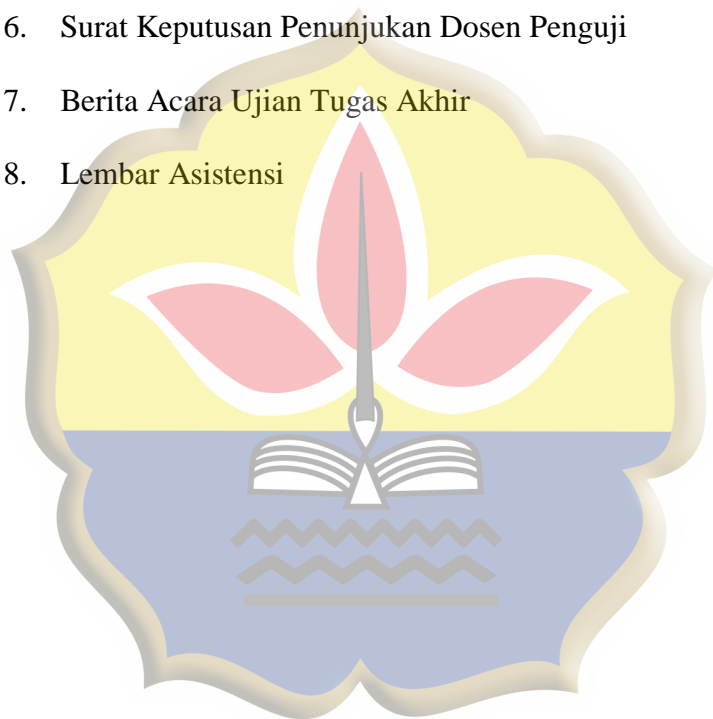 6. Surat Keputusan Penunjukan Dosen Penguji
7. Berita Acara Ujian Tugas Akhir
8. Lembar Asistensi